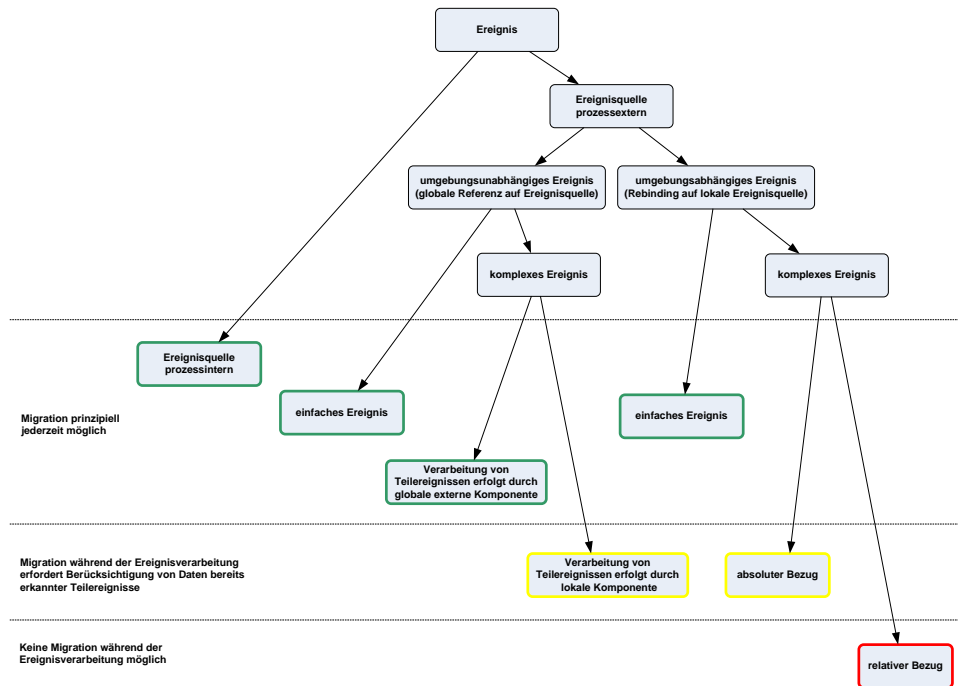 Ereignis
Ereignisquelle
prozessextern
umgebungsunabhängiges Ereignis
(globale Referenz auf Ereignisquelle)
umgebungsabhängiges Ereignis
(Rebinding auf lokale Ereignisquelle)
komplexes Ereignis
komplexes Ereignis
Ereignisquelle
prozessintern
einfaches Ereignis
einfaches Ereignis
Migration prinzipiell
jederzeit möglich
Verarbeitung von
Teilereignissen erfolgt durch
globale externe Komponente
Migration während der Ereignisverarbeitung
erfordert Berücksichtigung von Daten bereits
erkannter Teilereignisse
Verarbeitung von
Teilereignissen erfolgt durch
lokale Komponente
absoluter Bezug
Keine Migration während der
Ereignisverarbeitung möglich
relativer Bezug